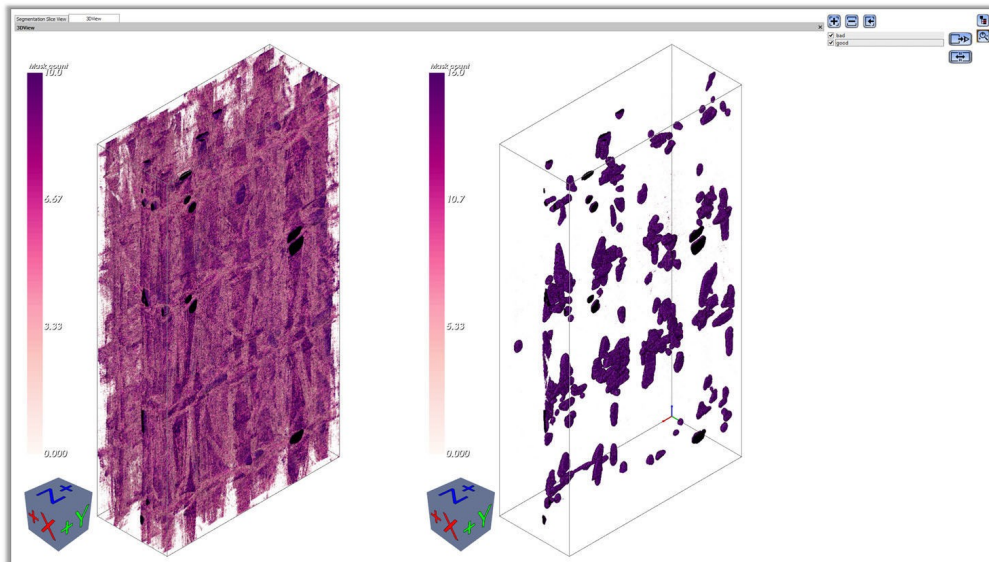 Segmentation Slice View 3DView
3DView
bad
good
Mask count
10.0
6.67
3.33
0.000
Mask count
16.0
10.7
5.33
0.000
Z+
X
X
+Y
Z+
X
X
+Y